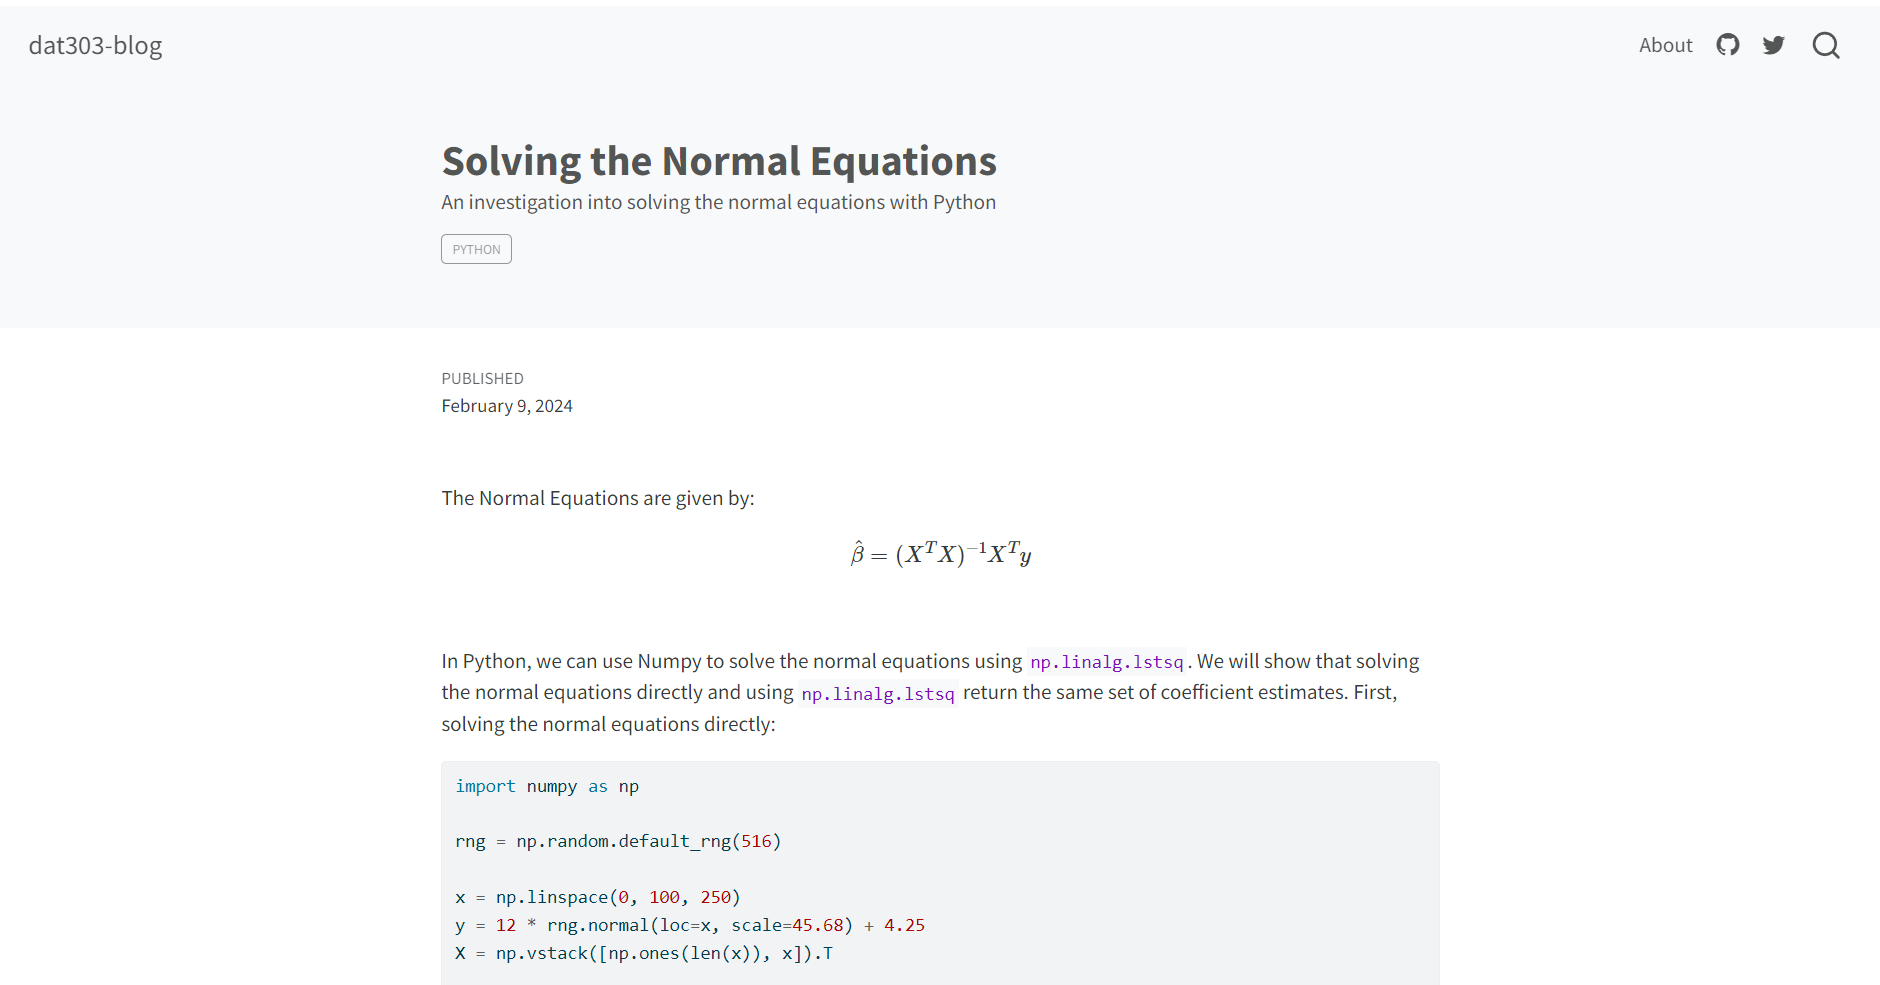 dat303-blog
About
Solving the Normal Equations
An investigation into solving the normal equations with Python
PYTHON
PUBLISHED
February 9, 2024
The Normal Equations are given by:
β̂ = (XᵀX)⁻¹Xᵀy
In Python, we can use Numpy to solve the normal equations using np.linalg.lstsq. We will show that solving
the normal equations directly and using np.linalg.lstsq return the same set of coefficient estimates. First,
solving the normal equations directly:
import numpy as np
rng = np.random.default_rng(516)
x = np.linspace(0, 100, 250)
y = 12 * rng.normal(loc=x, scale=45.68) + 4.25
X = np.vstack([np.ones(len(x)), x]).T